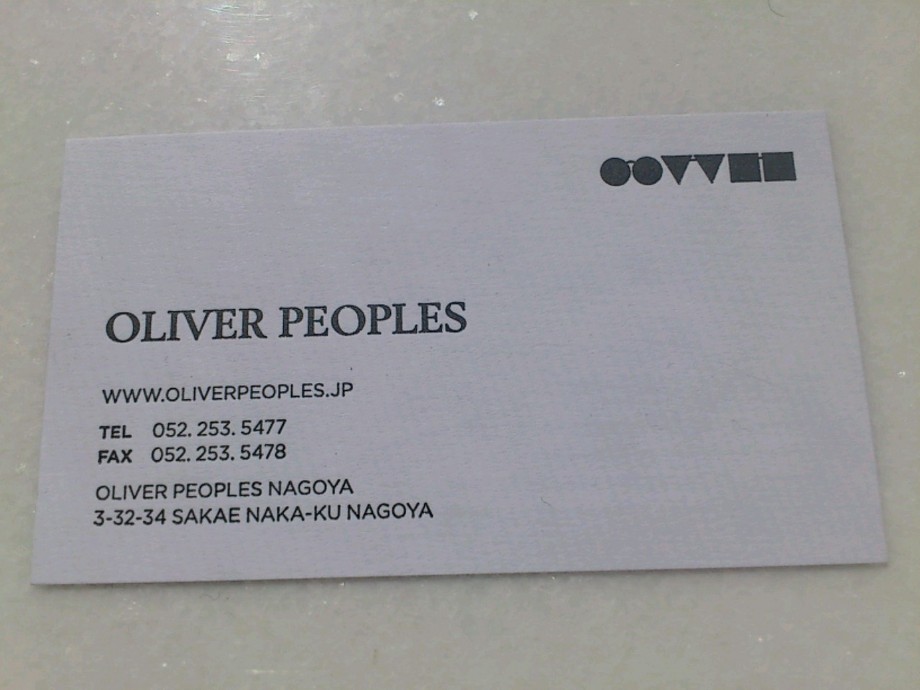 OLIVER PEOPLES
WWW.OLIVERPEOPLES.JP
TEL 052. 253. 5477
FAX 052. 253. 5478
OLIVER PEOPLES NAGOYA
3-32-34 SAKAE NAKA-KU NAGOYA